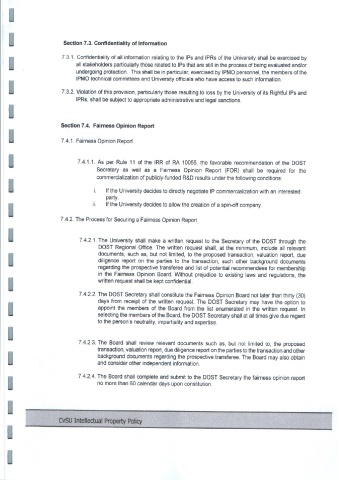 Section 7.3. Confidentiality of Information
7.3.1. Confidentiality of all information relating to the IPs and IPRs of the University shall be exercised by
all stakeholders particularly those related to IPs that are still in the process of being evaluated and/or
undergoing protection. This shall be in particular, exercised by IPMO personnel, the members of the
IPMO technical committees and University officials who have access to such information.
7.3.2. Violation of this provision, particularly those resulting to loss by the University of its Rightful IPs and
IPRs, shall be subject to appropriate administrative and legal sanctions.
Section 7.4. Fairness Opinion Report
7.4.1. Fairness Opinion Report
7.4.1.1. As per Rule 11 of the IRR of RA 10055, the favorable recommendation of the DOST
Secretary as well as a Fairness Opinion Report (FOR) shall be required for the
commercialization of publicly-funded R&D results under the following conditions:
i. If the University decides to directly negotiate IP commercialization with an interested
party.
ii. If the University decides to allow the creation of a spin-off company
7.4.2. The Process for Securing a Fairness Opinion Report
7.4.2.1. The University shall make a written request to the Secretary of the DOST through the
DOST Regional Office. The written request shall, at the minimum, include all relevant
documents, such as, but not limited, to the proposed transaction, valuation report, due
diligence report on the parties to the transaction, such other background documents
regarding the prospective transferee and list of potential recommendees for membership
in the Fairness Opinion Board. Without prejudice to existing laws and regulations, the
written request shall be kept confidential.
7.4.2.2. The DOST Secretary shall constitute the Fairness Opinion Board not later than thirty (30)
days from receipt of the written request. The DOST Secretary may have the option to
appoint the members of the Board from the list enumerated in the written request. In
selecting the members of the Board, the DOST Secretary shall at all times give due regard
to the person's neutrality, impartiality and expertise.
7.4.2.3. The Board shall review relevant documents such as, but not limited to, the proposed
transaction, valuation report, due diligence report on the parties to the transaction and other
background documents regarding the prospective transferee. The Board may also obtain
and consider other independent information.
7.4.2.4. The Board shall complete and submit to the DOST Secretary the fairness opinion report
no more than 60 calendar days upon constitution.
CvSU Intellectual Property Policy